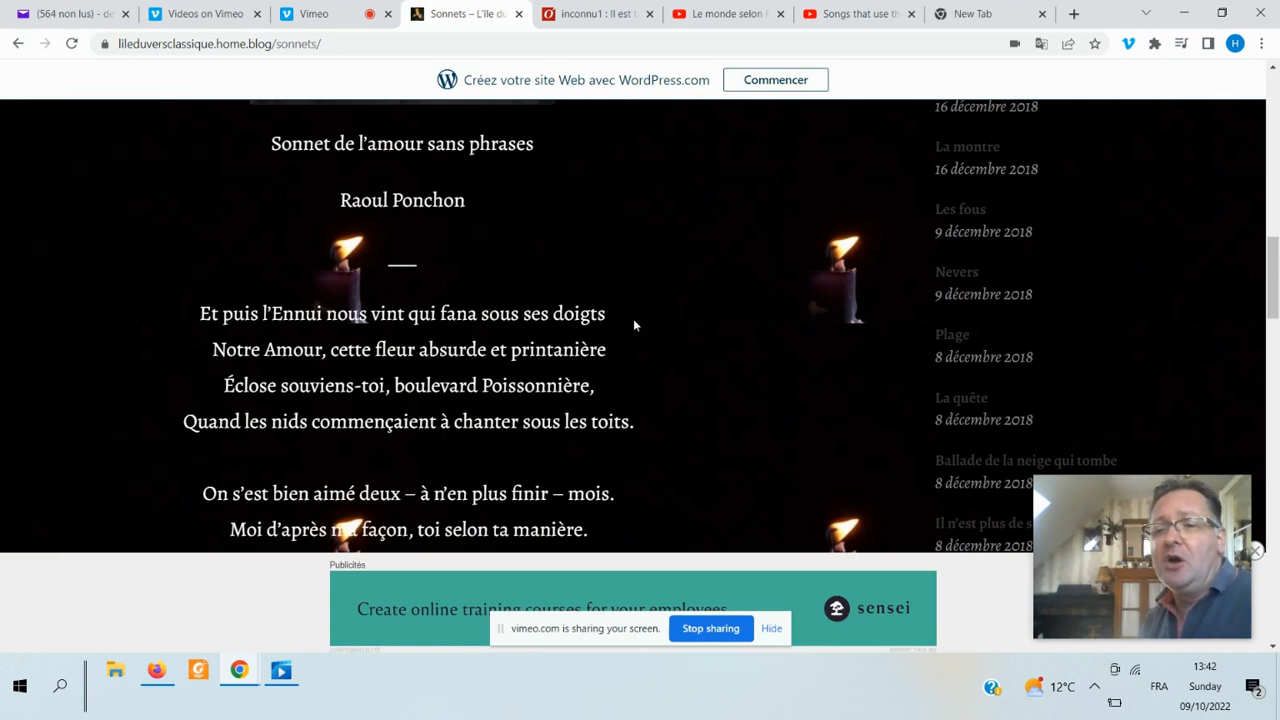 (564 non lus) - de
Videos on Vimeo
Vimeo
Sonnets – L'île du
inconnu1 : Il est t
Le monde selon F
Songs that use th
New Tab
lileduversclassique.home.blog/sonnets/
H
Créez votre site Web avec WordPress.com
Commencer
Sonnet de l'amour sans phrases
Raoul Ponchon
Et puis l'Ennui nous vint qui fana sous ses doigts
Notre Amour, cette fleur absurde et printanière
Éclose souviens-toi, boulevard Poissonnière,
Quand les nids commençaient à chanter sous les toits.
On s'est bien aimé deux – à n'en plus finir – mois.
Moi d'après ma façon, toi selon ta manière.
16 décembre 2018
La montre
16 décembre 2018
Les fous
9 décembre 2018
Nevers
9 décembre 2018
Plage
8 décembre 2018
La quête
8 décembre 2018
Ballade de la neige qui tombe
8 décembre 2018
Il n'est plus de s
8 décembre 2018
Publicités
Create online training courses for your employees
sensei
vimeo.com is sharing your screen.
Stop sharing
Hide
12°C
FRA
13:42
Sunday
09/10/2022
2